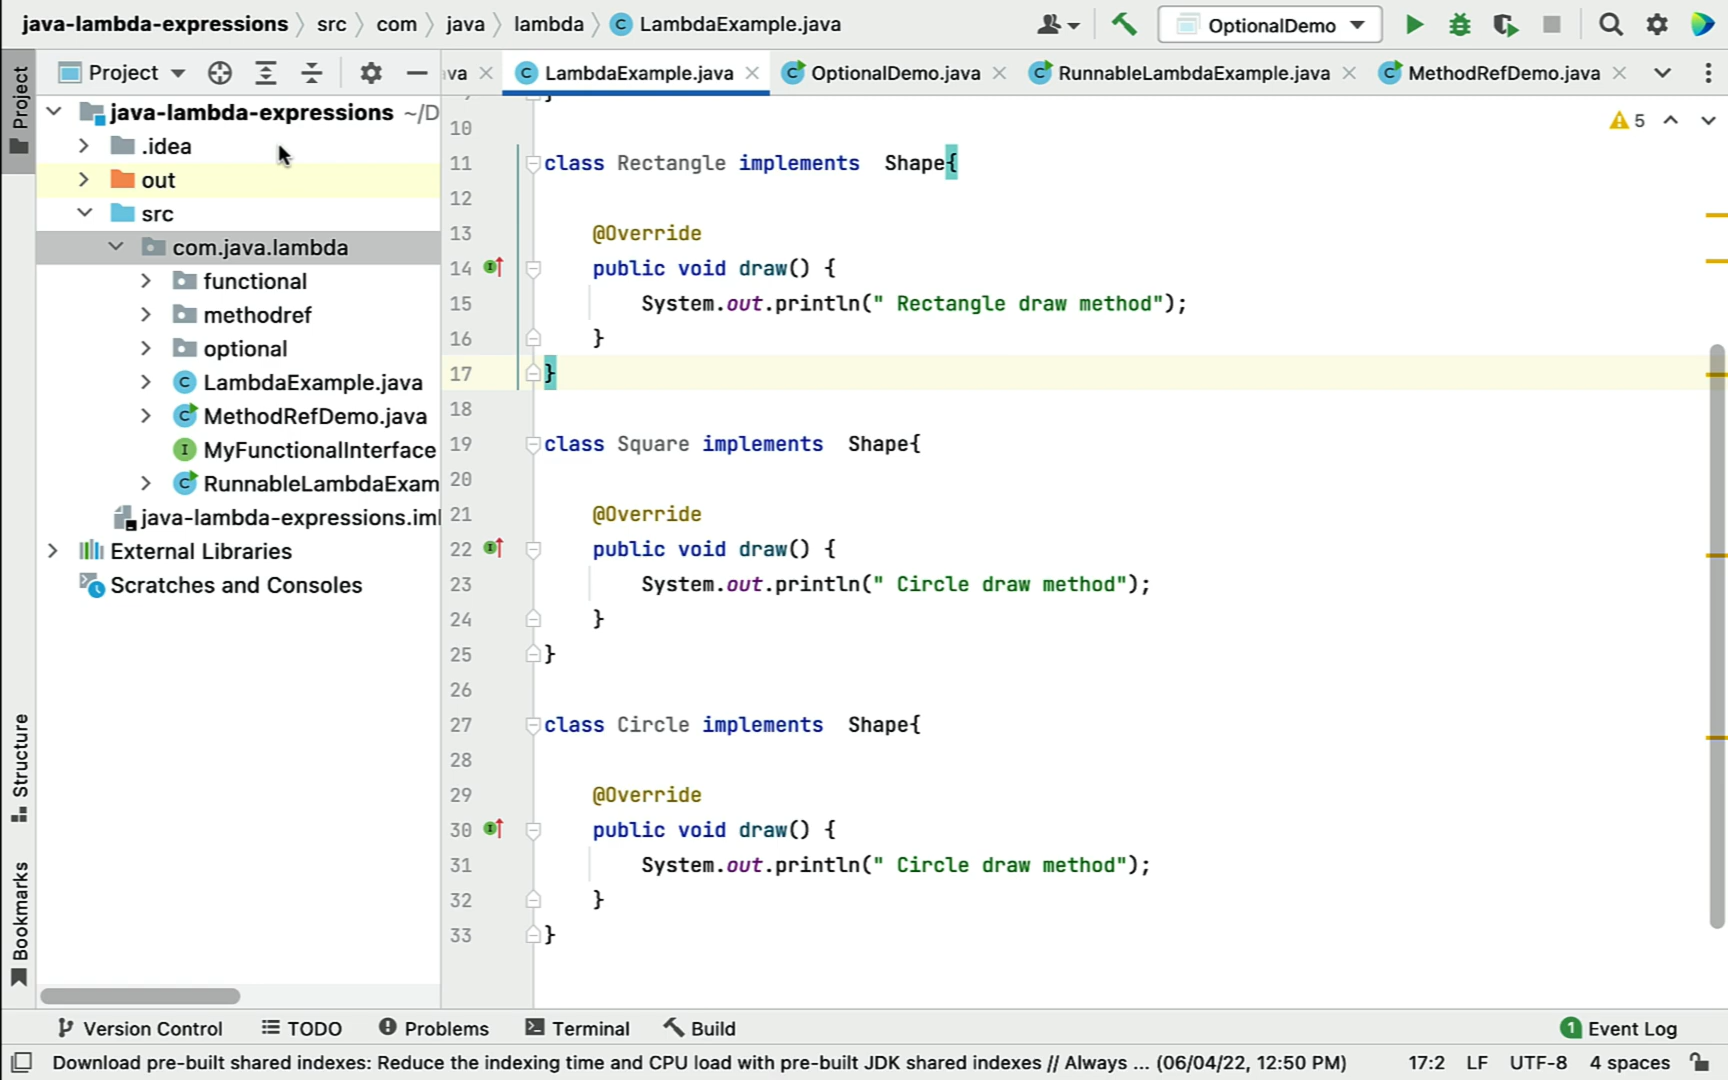 java-lambda-expressions src com java lambda LambdaExample.java OptionalDemo
Project va LambdaExample.java OptionalDemo.java RunnableLambdaExample.java MethodRefDemo.java
Project
Structure
Bookmarks
java-lambda-expressions ~/D
.idea
out
src
com.java.lambda
functional
methodref
optional
LambdaExample.java
MethodRefDemo.java
MyFunctionalInterface
RunnableLambdaExam
java-lambda-expressions.iml
External Libraries
Scratches and Consoles
5
10
11 class Rectangle implements  Shape{
12
13 @Override
14 public void draw() {
15 System.out.println(" Rectangle draw method");
16 }
17 }
18
19 class Square implements  Shape{
20
21 @Override
22 public void draw() {
23 System.out.println(" Circle draw method");
24 }
25 }
26
27 class Circle implements  Shape{
28
29 @Override
30 public void draw() {
31 System.out.println(" Circle draw method");
32 }
33 }
Version Control TODO Problems Terminal Build 1 Event Log
Download pre-built shared indexes: Reduce the indexing time and CPU load with pre-built JDK shared indexes // Always ... (06/04/22, 12:50 PM) 17:2 LF UTF-8 4 spaces